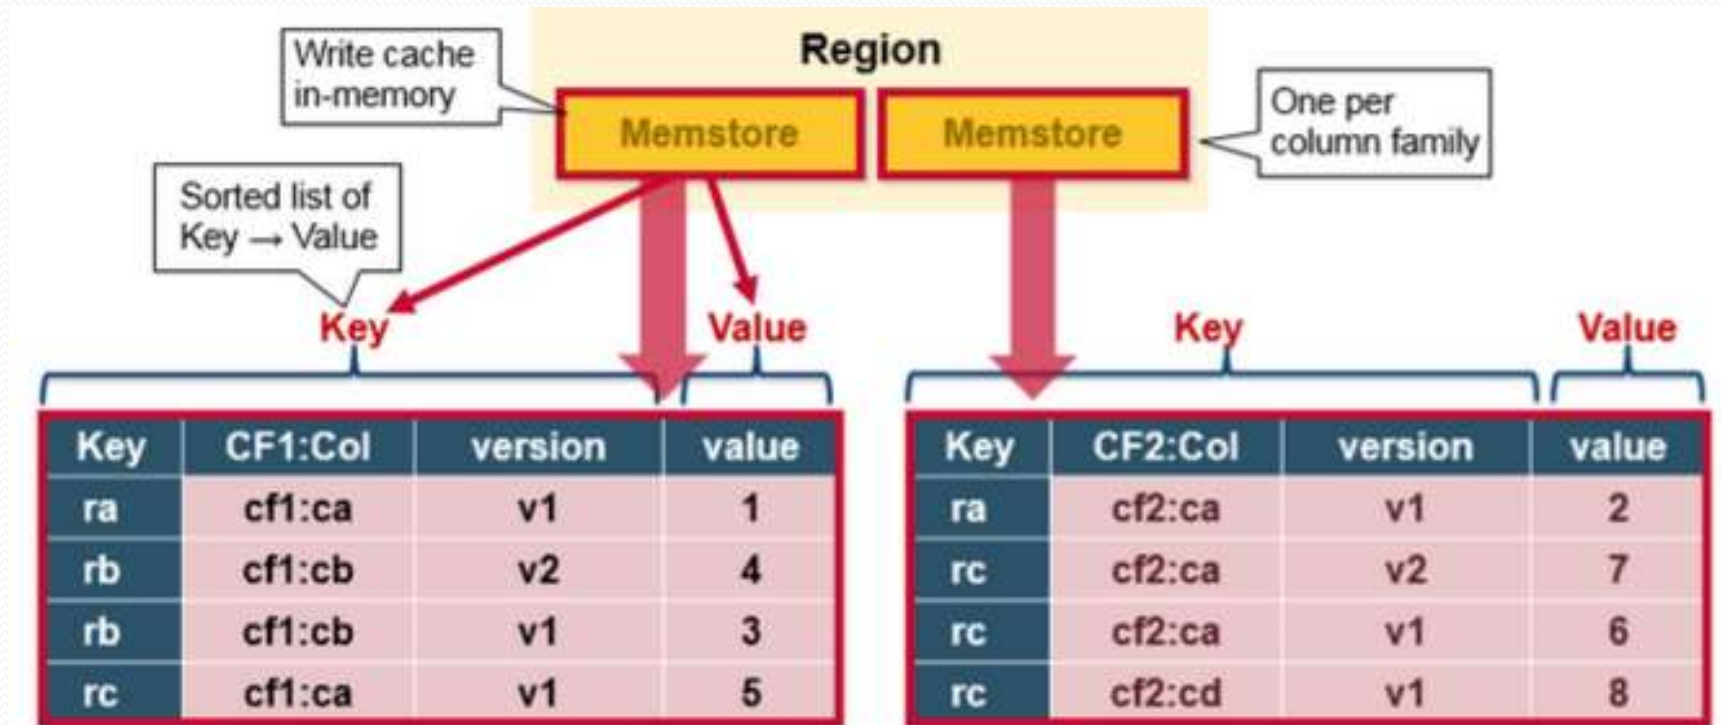 Region
Write cache
in-memory
Memstore
Memstore
One per
column family
Sorted list of
Key → Value
Key
Value
Key
Value
Key CF1:Col version value
ra cf1:ca v1 1
rb cf1:cb v2 4
rb cf1:cb v1 3
rc cf1:ca v1 5
Key CF2:Col version value
ra cf2:ca v1 2
rc cf2:ca v2 7
rc cf2:ca v1 6
rc cf2:cd v1 8